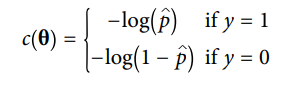 c(θ) = { −log(p̂) if y = 1
−log(1 − p̂) if y = 0